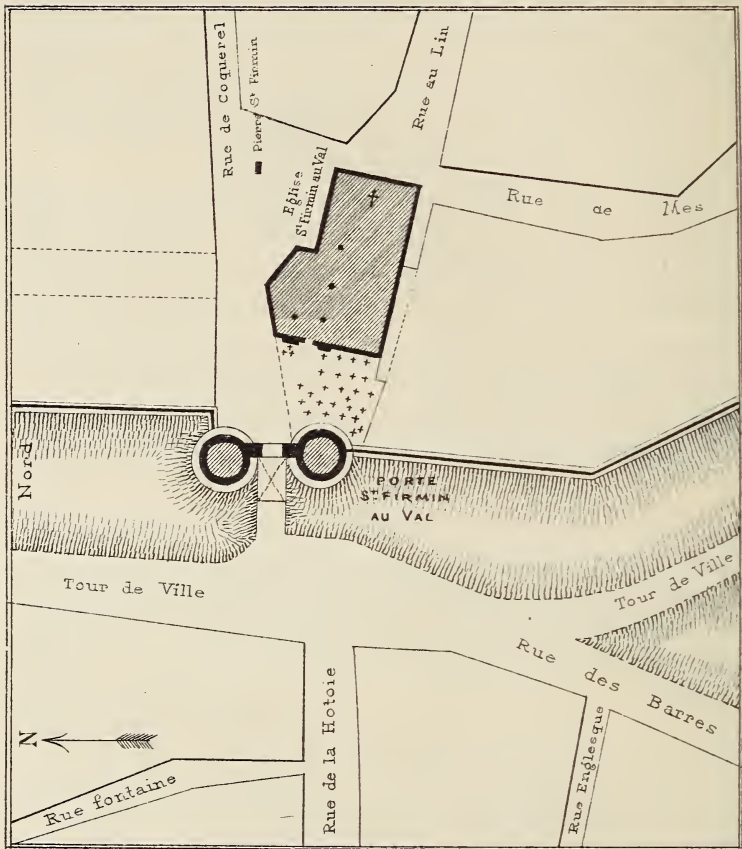 Rue de Coquerel
Pierre St Firmin
Rue au Lin
Eglise
St Firmin au Val
Rue de
Nord
PORTE
St FIRMIN
AU VAL
Tour de Ville
Tour de Ville
Rue des Barres
N
Rue de la Hotoie
Rue Englesque
Rue fontaine